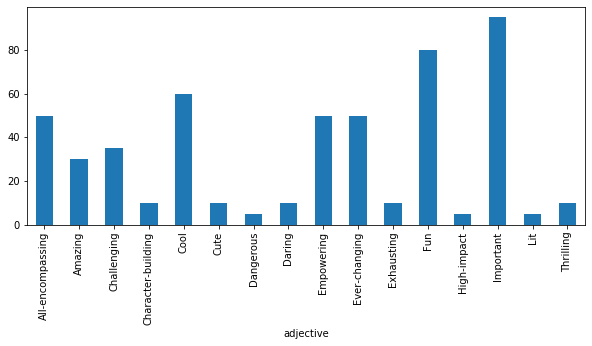 80
60
40
20
0
All-encompassing
Amazing
Challenging
Character-building
Cool
Cute
Dangerous
Daring
Empowering
Ever-changing
Exhausting
Fun
High-impact
Important
Lit
Thrilling
adjective